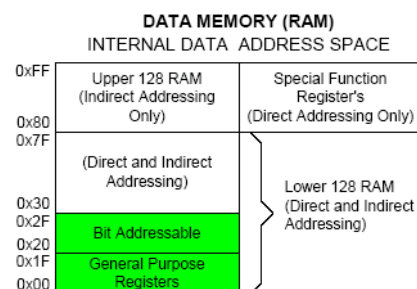 DATA MEMORY (RAM)
INTERNAL DATA ADDRESS SPACE
0xFF
Upper 128 RAM
(Indirect Addressing
Only)
Special Function
Register's
(Direct Addressing Only)
0x80
0x7F
(Direct and Indirect
Addressing)
Lower 128 RAM
(Direct and Indirect
Addressing)
0x30
0x2F
Bit Addressable
0x20
0x1F
General Purpose
Registers
0x00